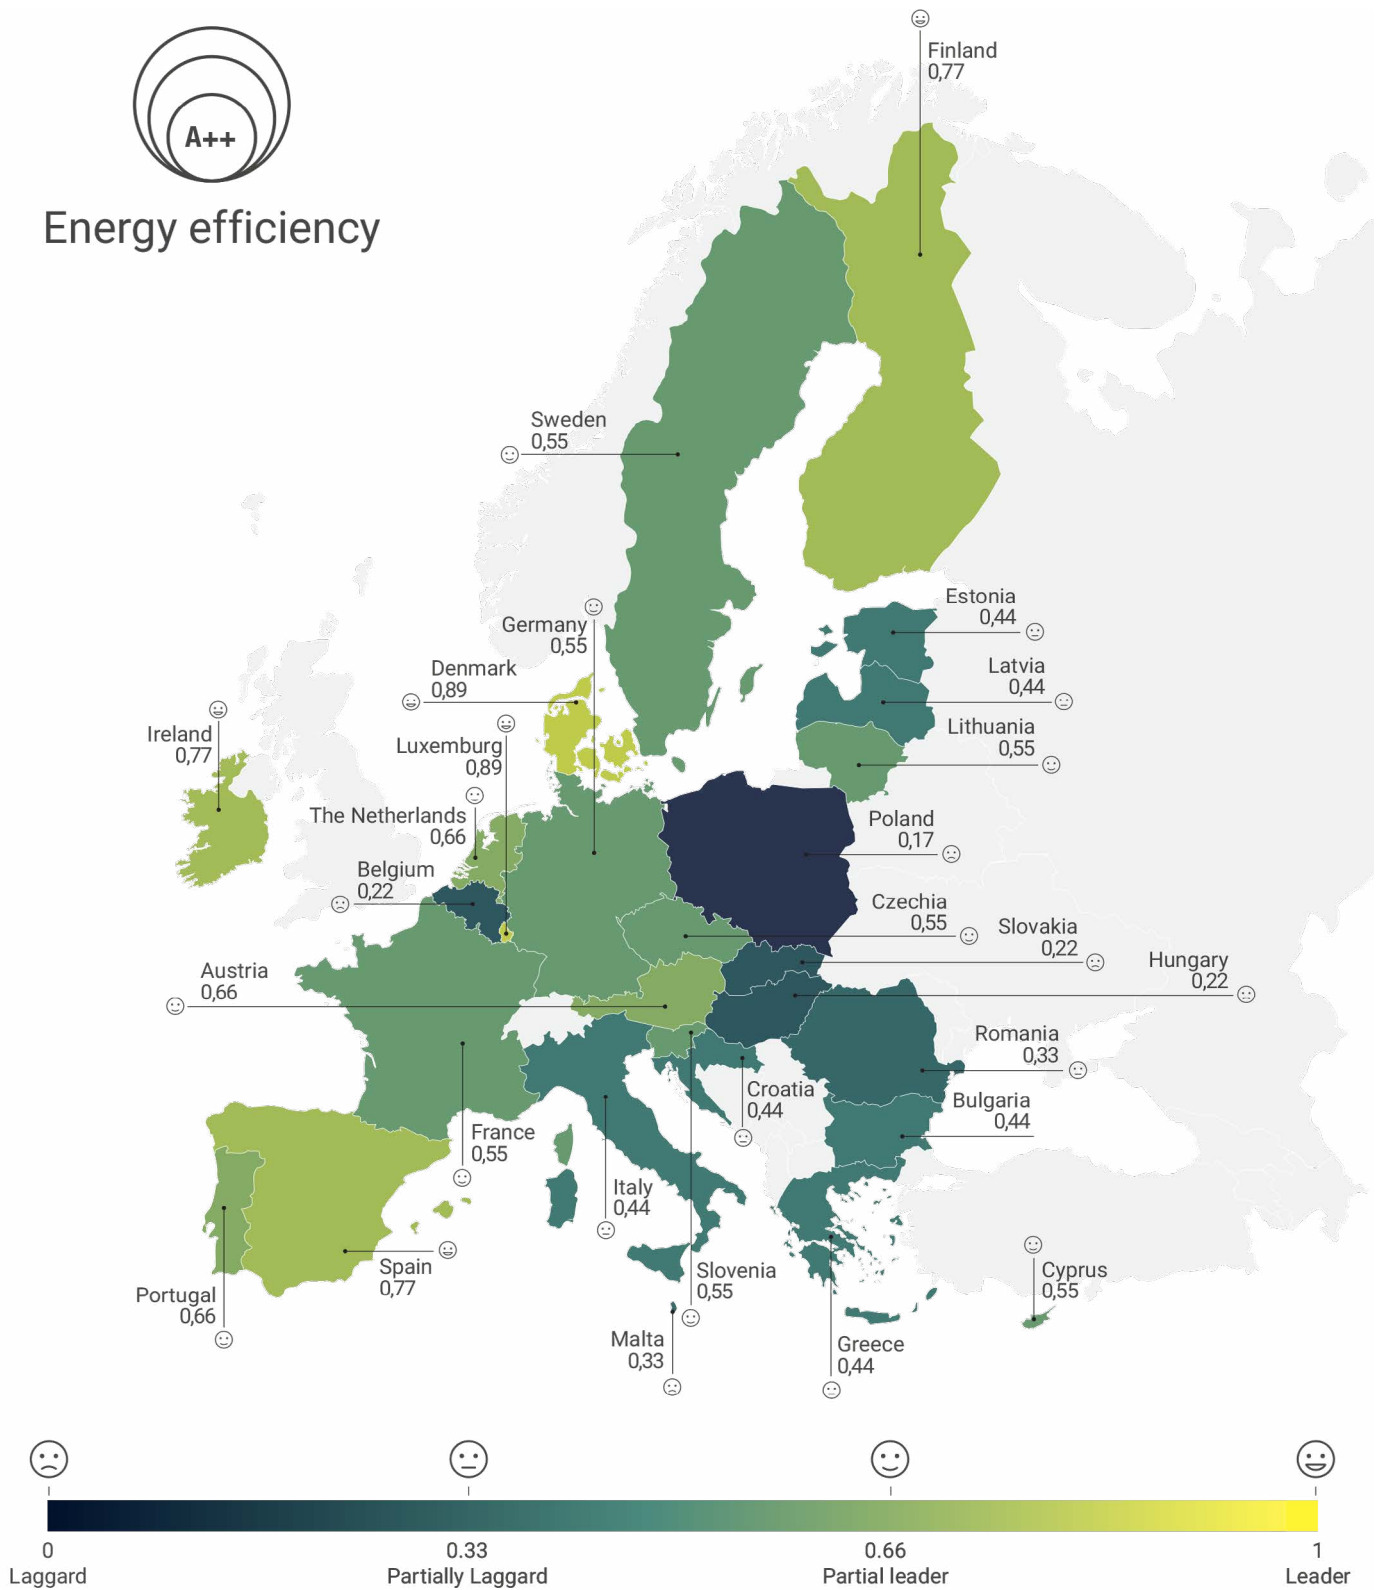 A++
Energy efficiency
Finland
0,77
Sweden
0,55
Estonia
0,44
Germany
0,55
Latvia
0,44
Denmark
0,89
Lithuania
0,55
Ireland
0,77
Luxemburg
0,89
The Netherlands
0,66
Poland
0,17
Belgium
0,22
Czechia
0,55
Slovakia
0,22
Hungary
0,22
Austria
0,66
Romania
0,33
Croatia
0,44
Bulgaria
0,44
France
0,55
Italy
0,44
Spain
0,77
Slovenia
0,55
Cyprus
0,55
Portugal
0,66
Malta
0,33
Greece
0,44
0
0.33
0.66
1
Laggard
Partially Laggard
Partial leader
Leader